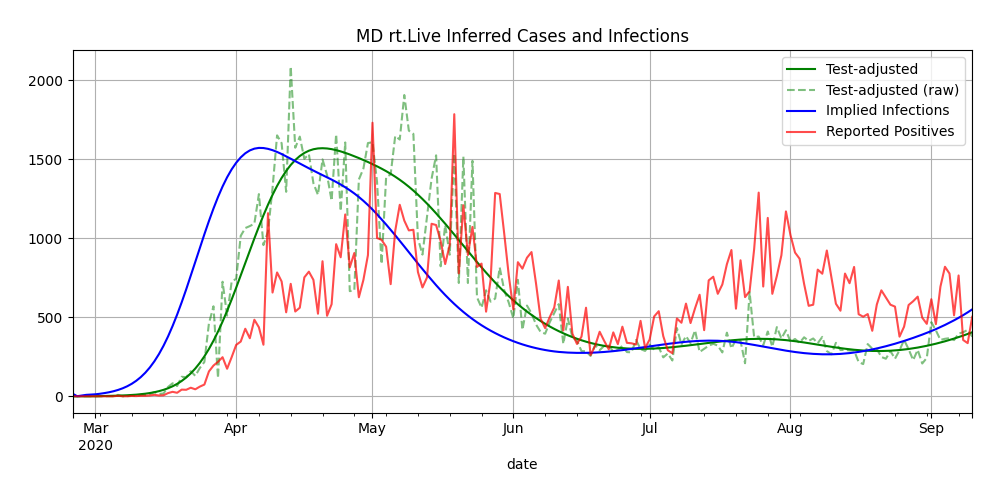 MD rt.Live Inferred Cases and Infections
Test-adjusted
Test-adjusted (raw)
Implied Infections
Reported Positives
2000
1500
1000
500
0
Mar Apr May Jun Jul Aug Sep
2020
date